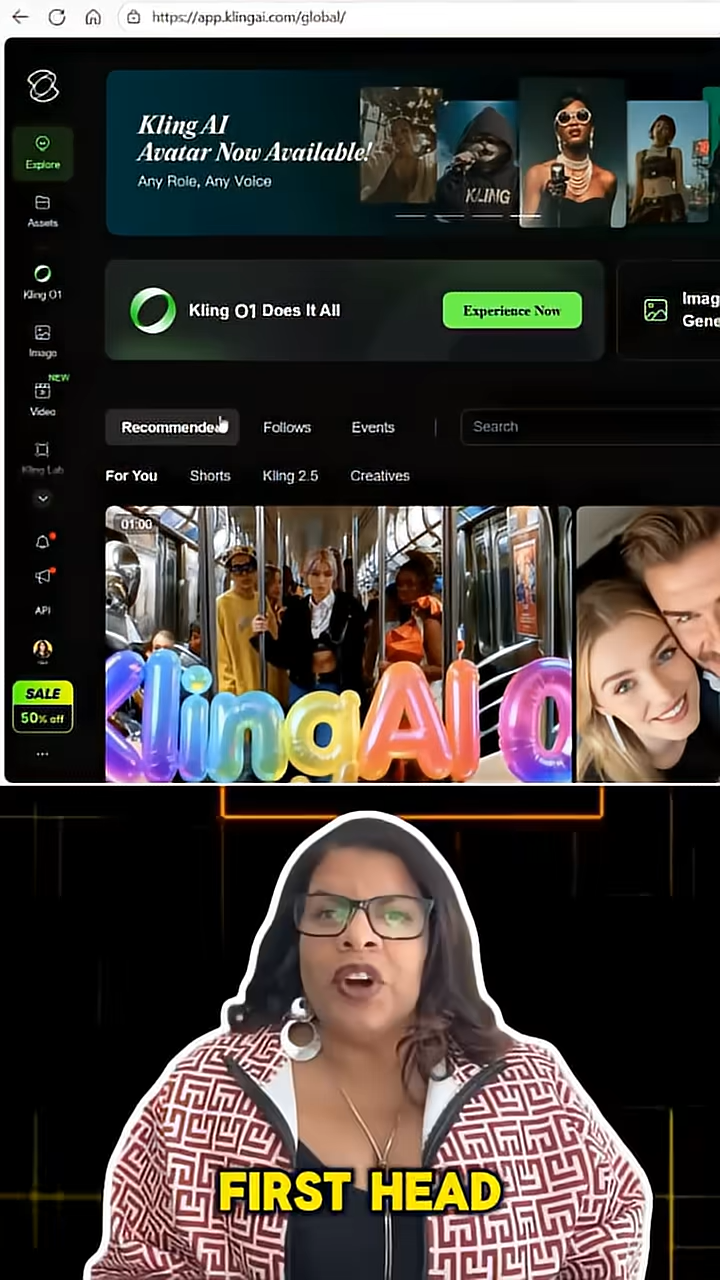 https://app.klingai.com/global/
Kling AI
Avatar Now Available!
Any Role, Any Voice
KLING
Explore
Assets
Kling O1
Image
NEW
Video
Kling Lab
API
SALE
50% off
Kling O1 Does It All
Experience Now
Imag
Gene
Recommended
Follows
Events
Search
For You
Shorts
Kling 2.5
Creatives
01:00
KlingAI O
FIRST HEAD